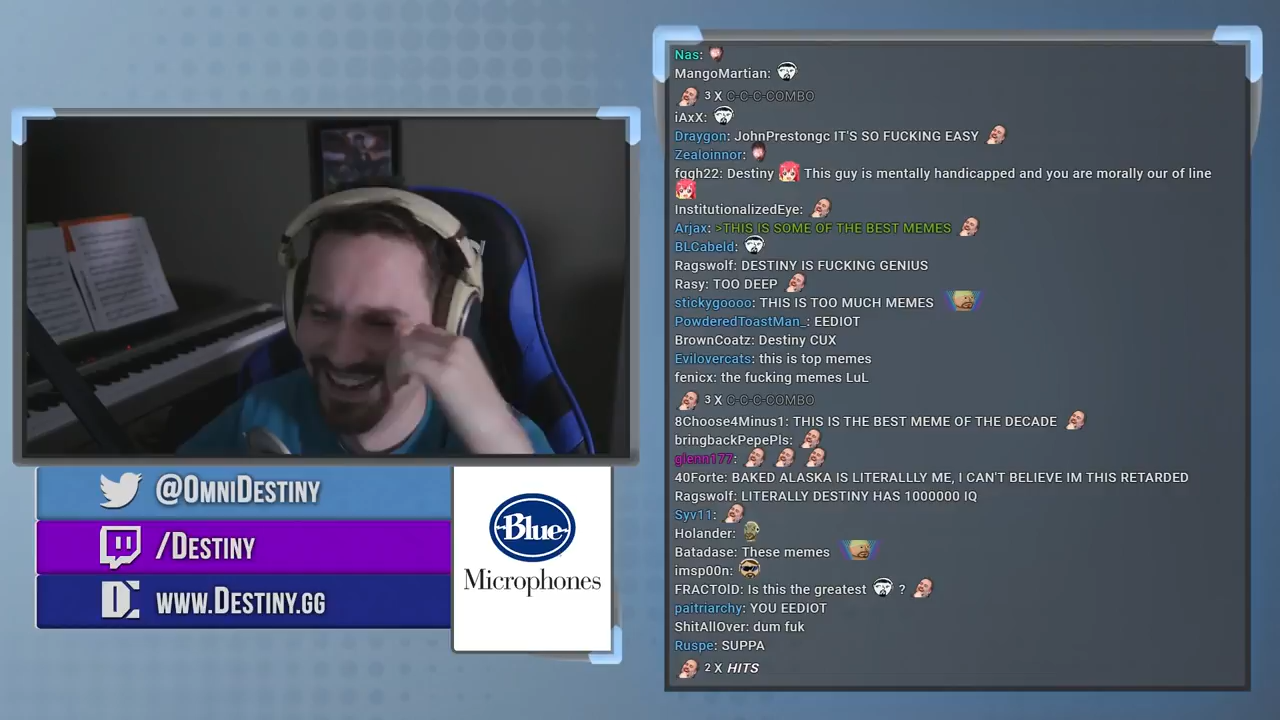 Nas:
MangoMartian:
3 X C-C-C-COMBO
iAxX:
Draygon: JohnPrestongc IT'S SO FUCKING EASY
Zealoinnor:
fggh22: Destiny This guy is mentally handicapped and you are morally our of line
InstitutionalizedEye:
Arjax: >THIS IS SOME OF THE BEST MEMES
BLCabeld:
Ragswolf: DESTINY IS FUCKING GENIUS
Rasy: TOO DEEP
stickygoooo: THIS IS TOO MUCH MEMES
PowderedToastMan_: EEDIOT
BrownCoatz: Destiny CUX
Evilovercats: this is top memes
fenicx: the fucking memes LuL
3 X C-C-C-COMBO
8Choose4Minus1: THIS IS THE BEST MEME OF THE DECADE
bringbackPepePls:
glenn177:
40Forte: BAKED ALASKA IS LITERALLLY ME, I CAN'T BELIEVE IM THIS RETARDED
Ragswolf: LITERALLY DESTINY HAS 1000000 IQ
Syv11:
Holander:
Batadase: These memes
imsp00n:
FRACTOID: Is this the greatest ?
paitriarchy: YOU EEDIOT
ShitAllOver: dum fuk
Ruspe: SUPPA
2 X HITS
@OmniDestiny
/Destiny
www.Destiny.gg
Blue
Microphones